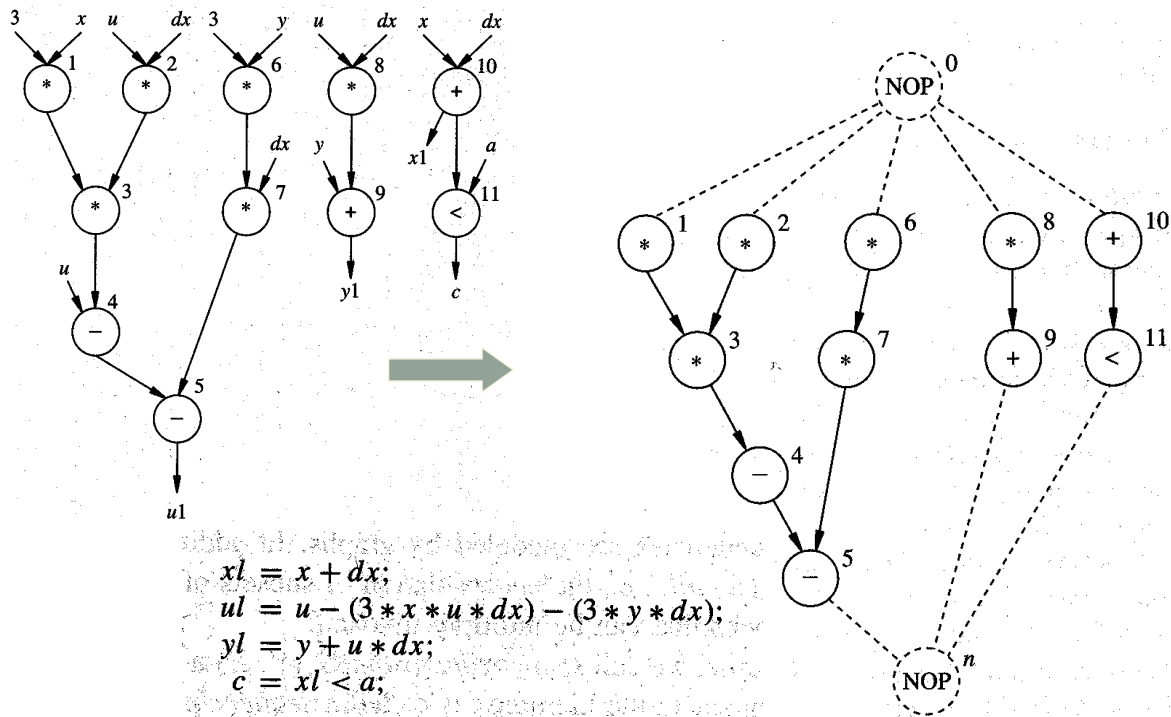 3 x u dx 3 y u dx x dx
* 1 * 2 * 6 * 8 + 10
dx y x1 a
* 3 * 7 + 9 < 11
u y1 c
− 4
− 5
u1
NOP 0
* 1 * 2 * 6 * 8 + 10
* 3 * 7 + 9 < 11
− 4
− 5
NOP n
xl = x + dx;
ul = u − (3 * x * u * dx) − (3 * y * dx);
yl = y + u * dx;
c = xl < a;